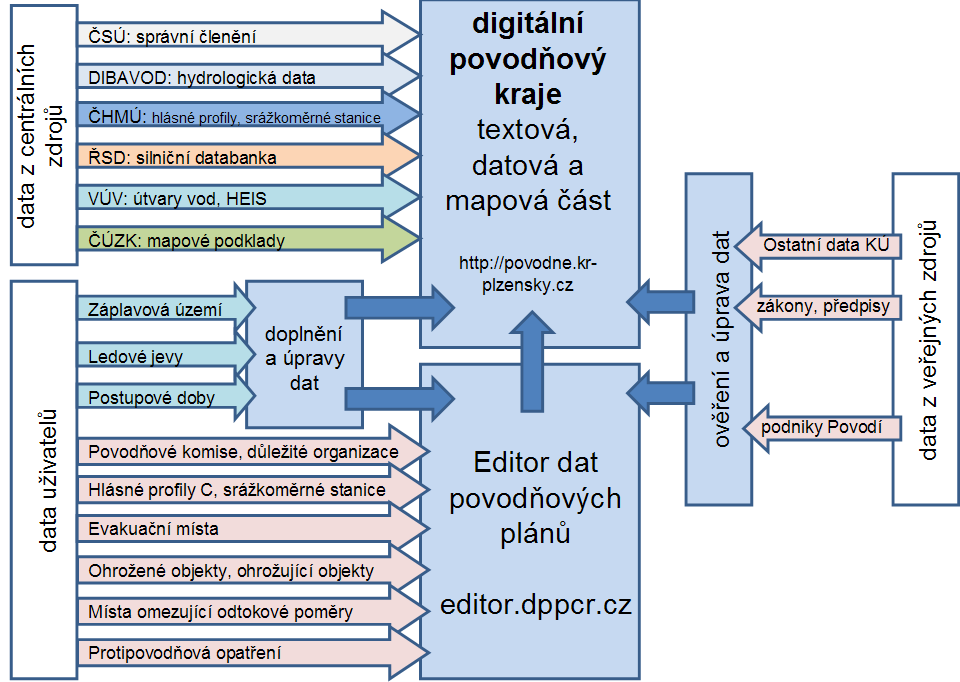 data z centrálních
zdrojů
ČSÚ: správní členění
DIBAVOD: hydrologická data
ČHMÚ: hlásné profily, srážkoměrné stanice
ŘSD: silniční databanka
VÚV: útvary vod, HEIS
ČÚZK: mapové podklady
digitální
povodňový
kraje
textová,
datová a
mapová část
http://povodne.kr-
plzensky.cz
data uživatelů
Záplavová území
Ledové jevy
Postupové doby
doplnění
a úpravy
dat
Povodňové komise, důležité organizace
Hlásné profily C, srážkoměrné stanice
Evakuační místa
Ohrožené objekty, ohrožující objekty
Místa omezující odtokové poměry
Protipovodňová opatření
Editor dat
povodňových
plánů
editor.dppcr.cz
ověření a úprava dat
Ostatní data KÚ
zákony, předpisy
podniky Povodí
data z veřejných zdrojů